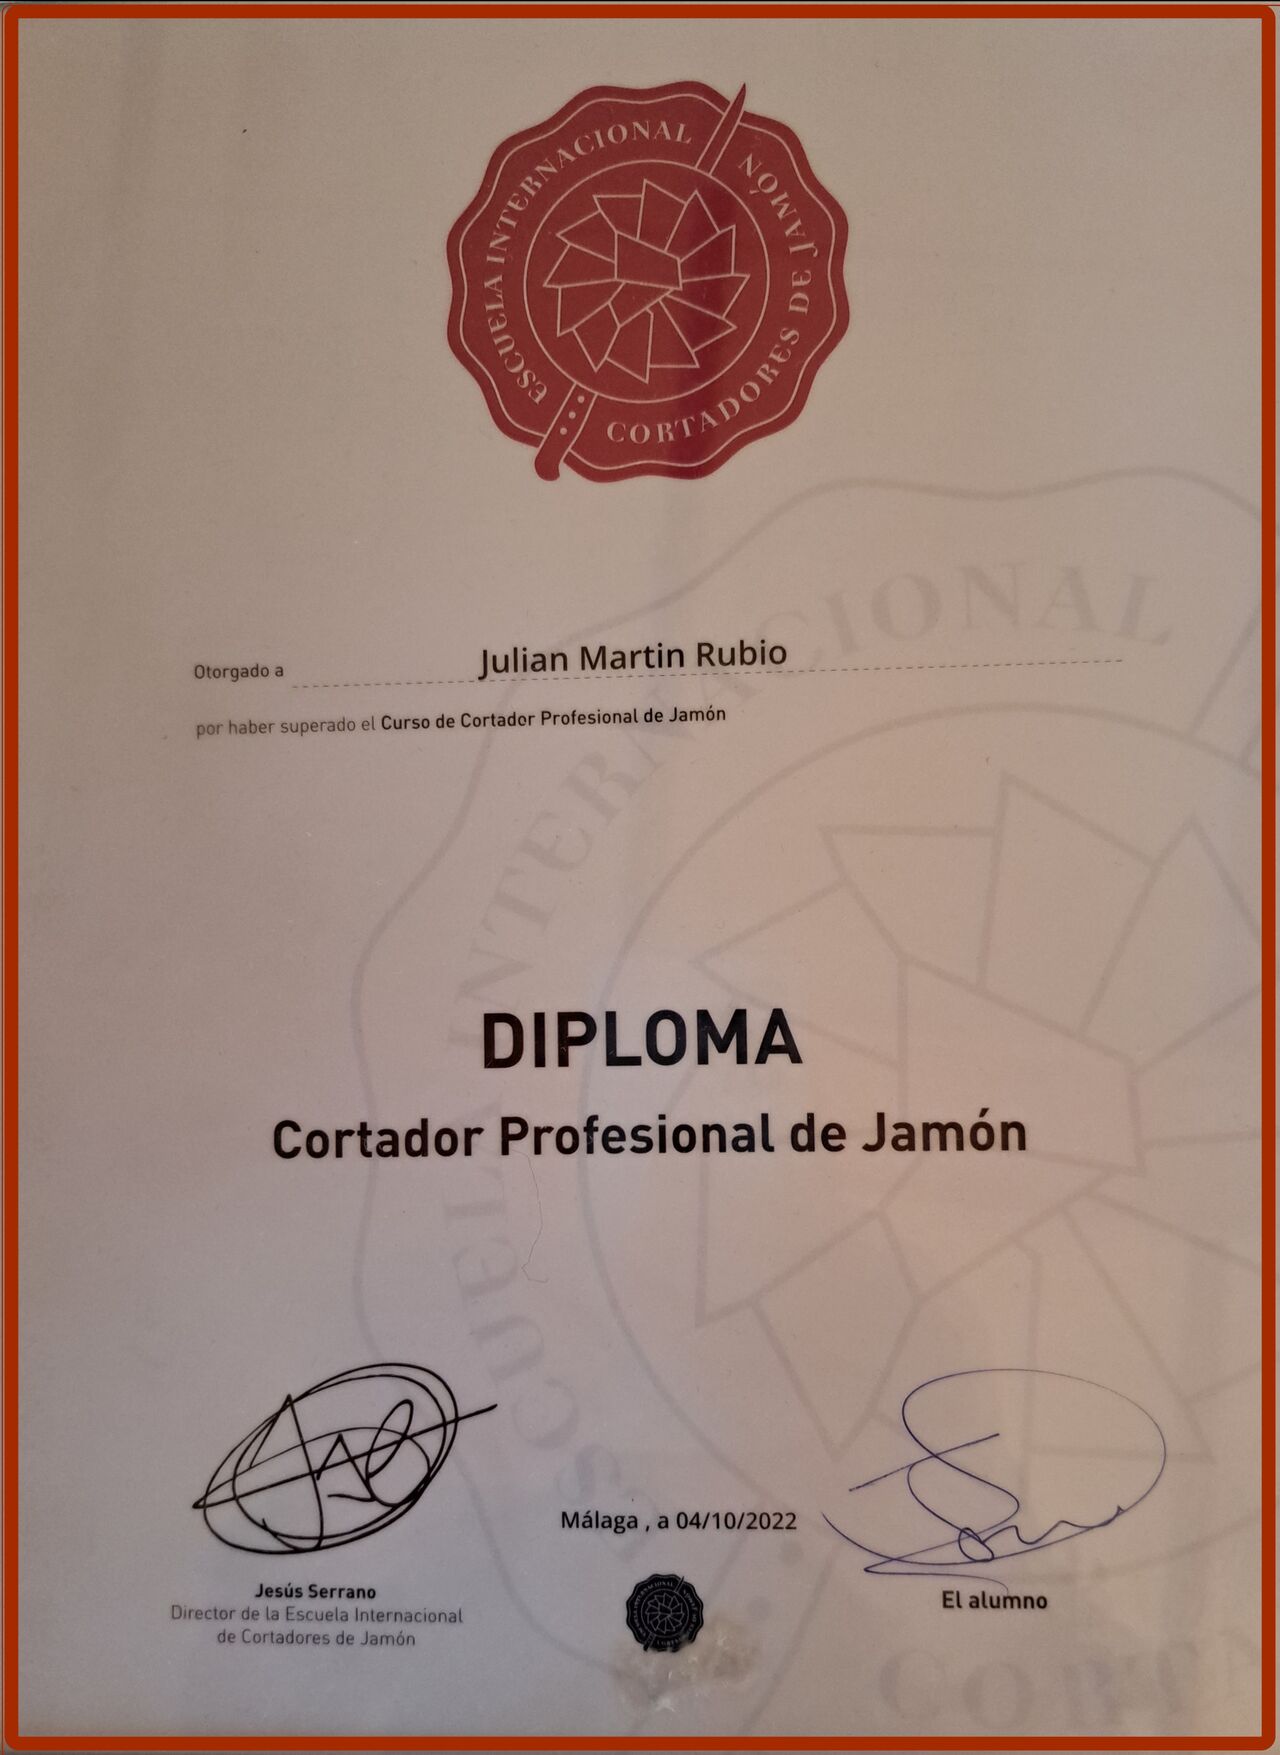 ESCUELA INTERNACIONAL
CORTADORES DE JAMÓN
Otorgado a Julian Martin Rubio
por haber superado el Curso de Cortador Profesional de Jamón
DIPLOMA
Cortador Profesional de Jamón
Málaga , a 04/10/2022
Jesús Serrano
Director de la Escuela Internacional
de Cortadores de Jamón
El alumno